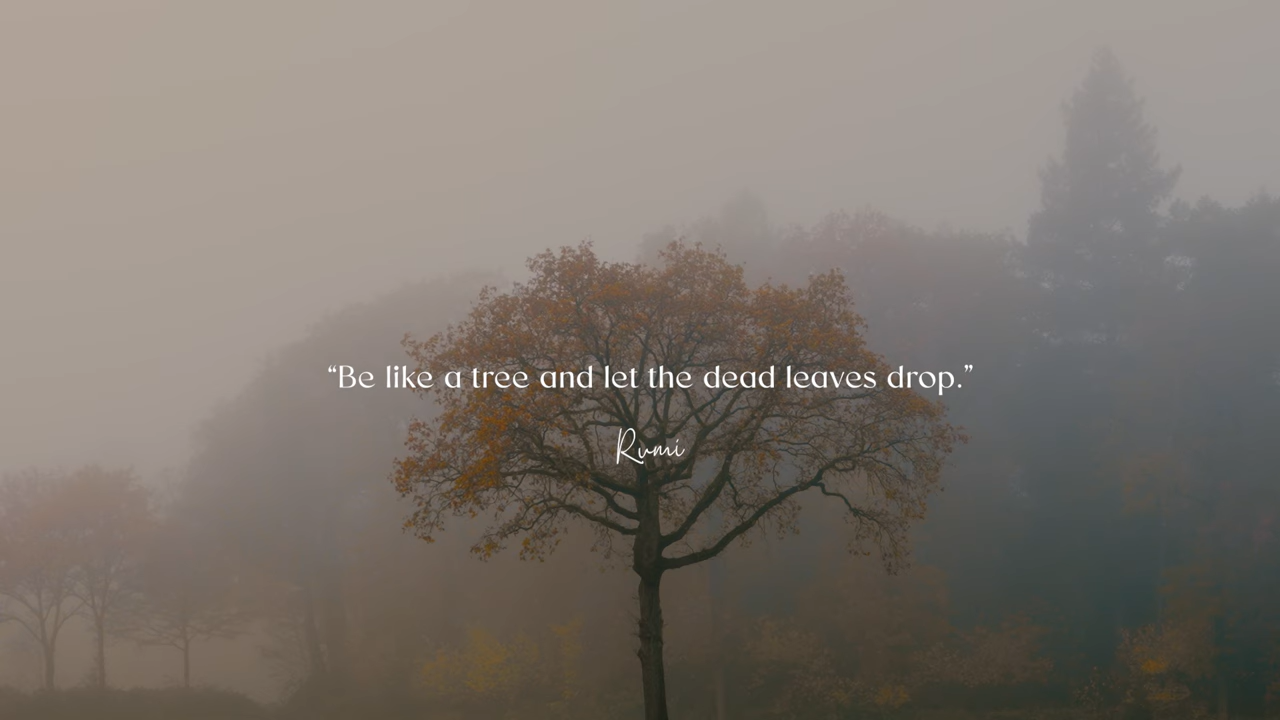 “Be like a tree and let the dead leaves drop.”
Rumi